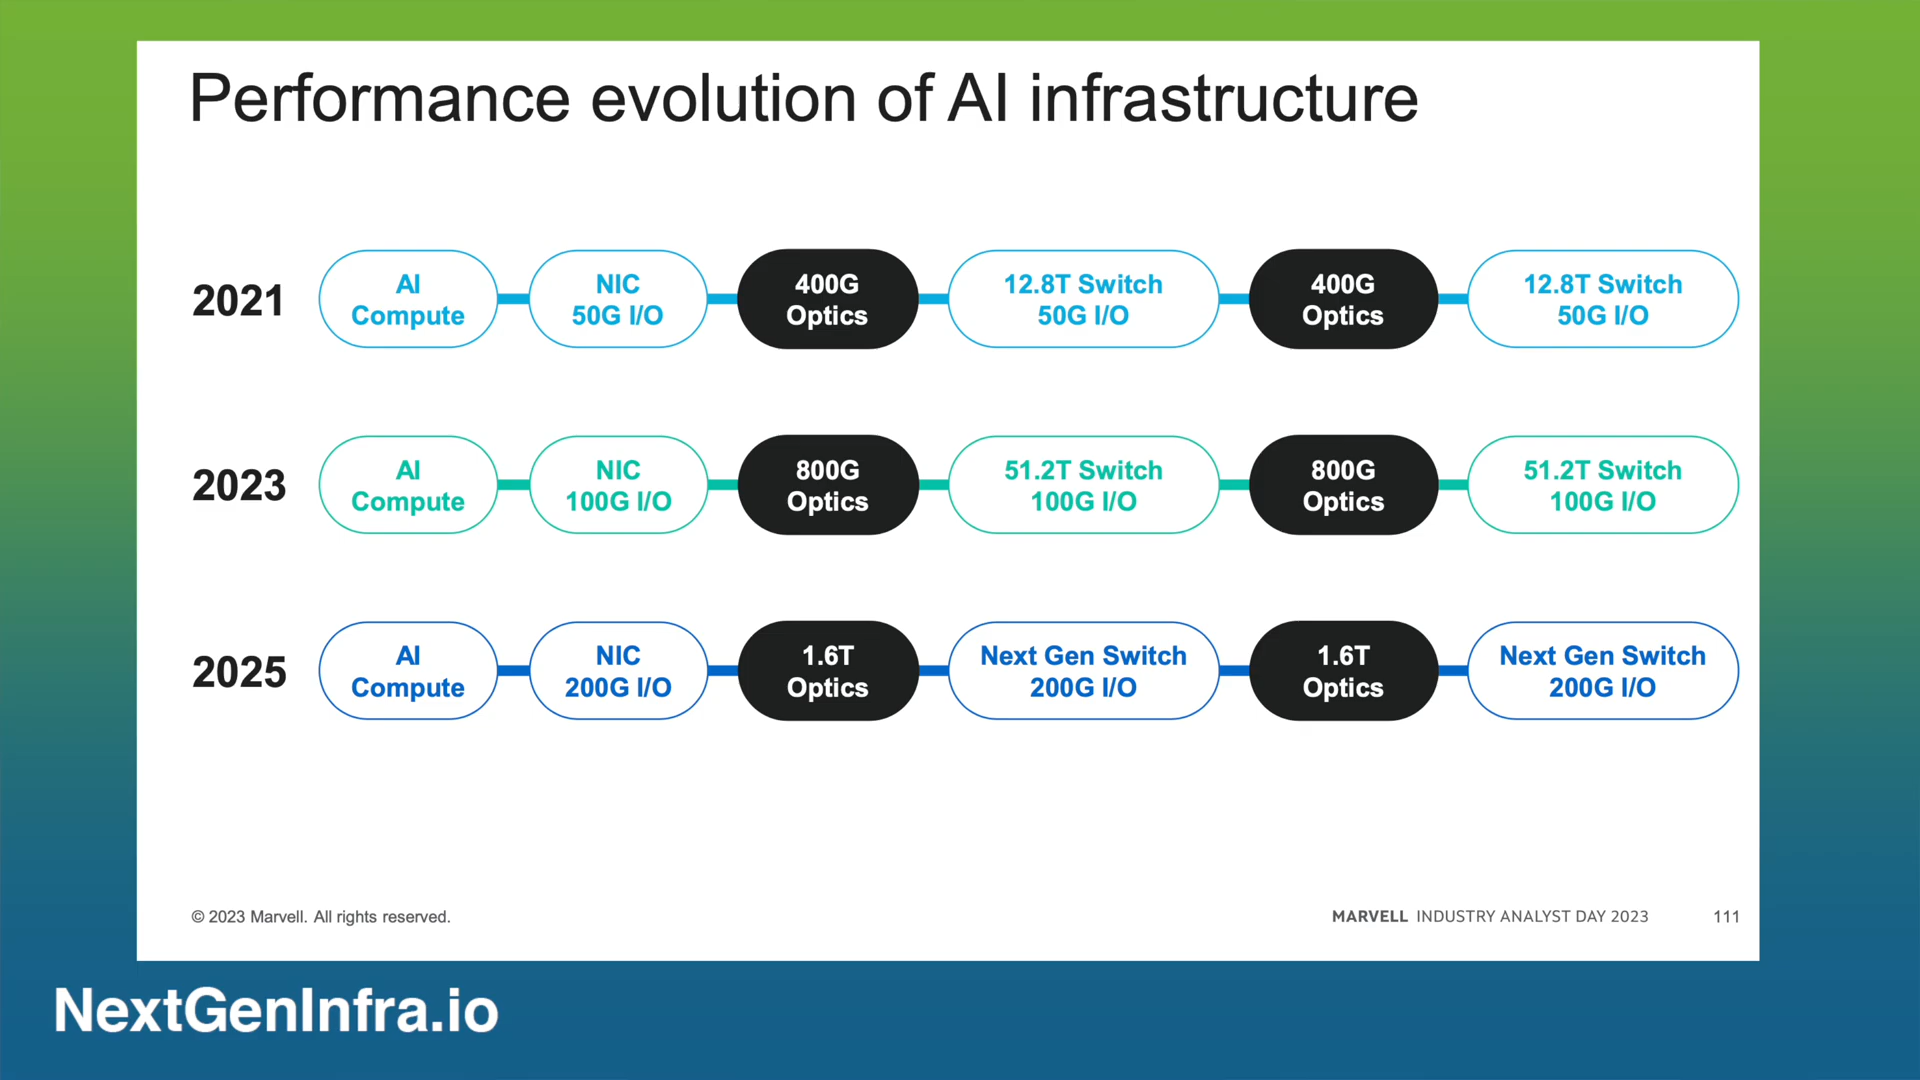 Performance evolution of AI infrastructure
2021
AI
Compute
NIC
50G I/O
400G
Optics
12.8T Switch
50G I/O
400G
Optics
12.8T Switch
50G I/O
2023
AI
Compute
NIC
100G I/O
800G
Optics
51.2T Switch
100G I/O
800G
Optics
51.2T Switch
100G I/O
2025
AI
Compute
NIC
200G I/O
1.6T
Optics
Next Gen Switch
200G I/O
1.6T
Optics
Next Gen Switch
200G I/O
© 2023 Marvell. All rights reserved.
MARVELL INDUSTRY ANALYST DAY 2023
111
NextGenInfra.io